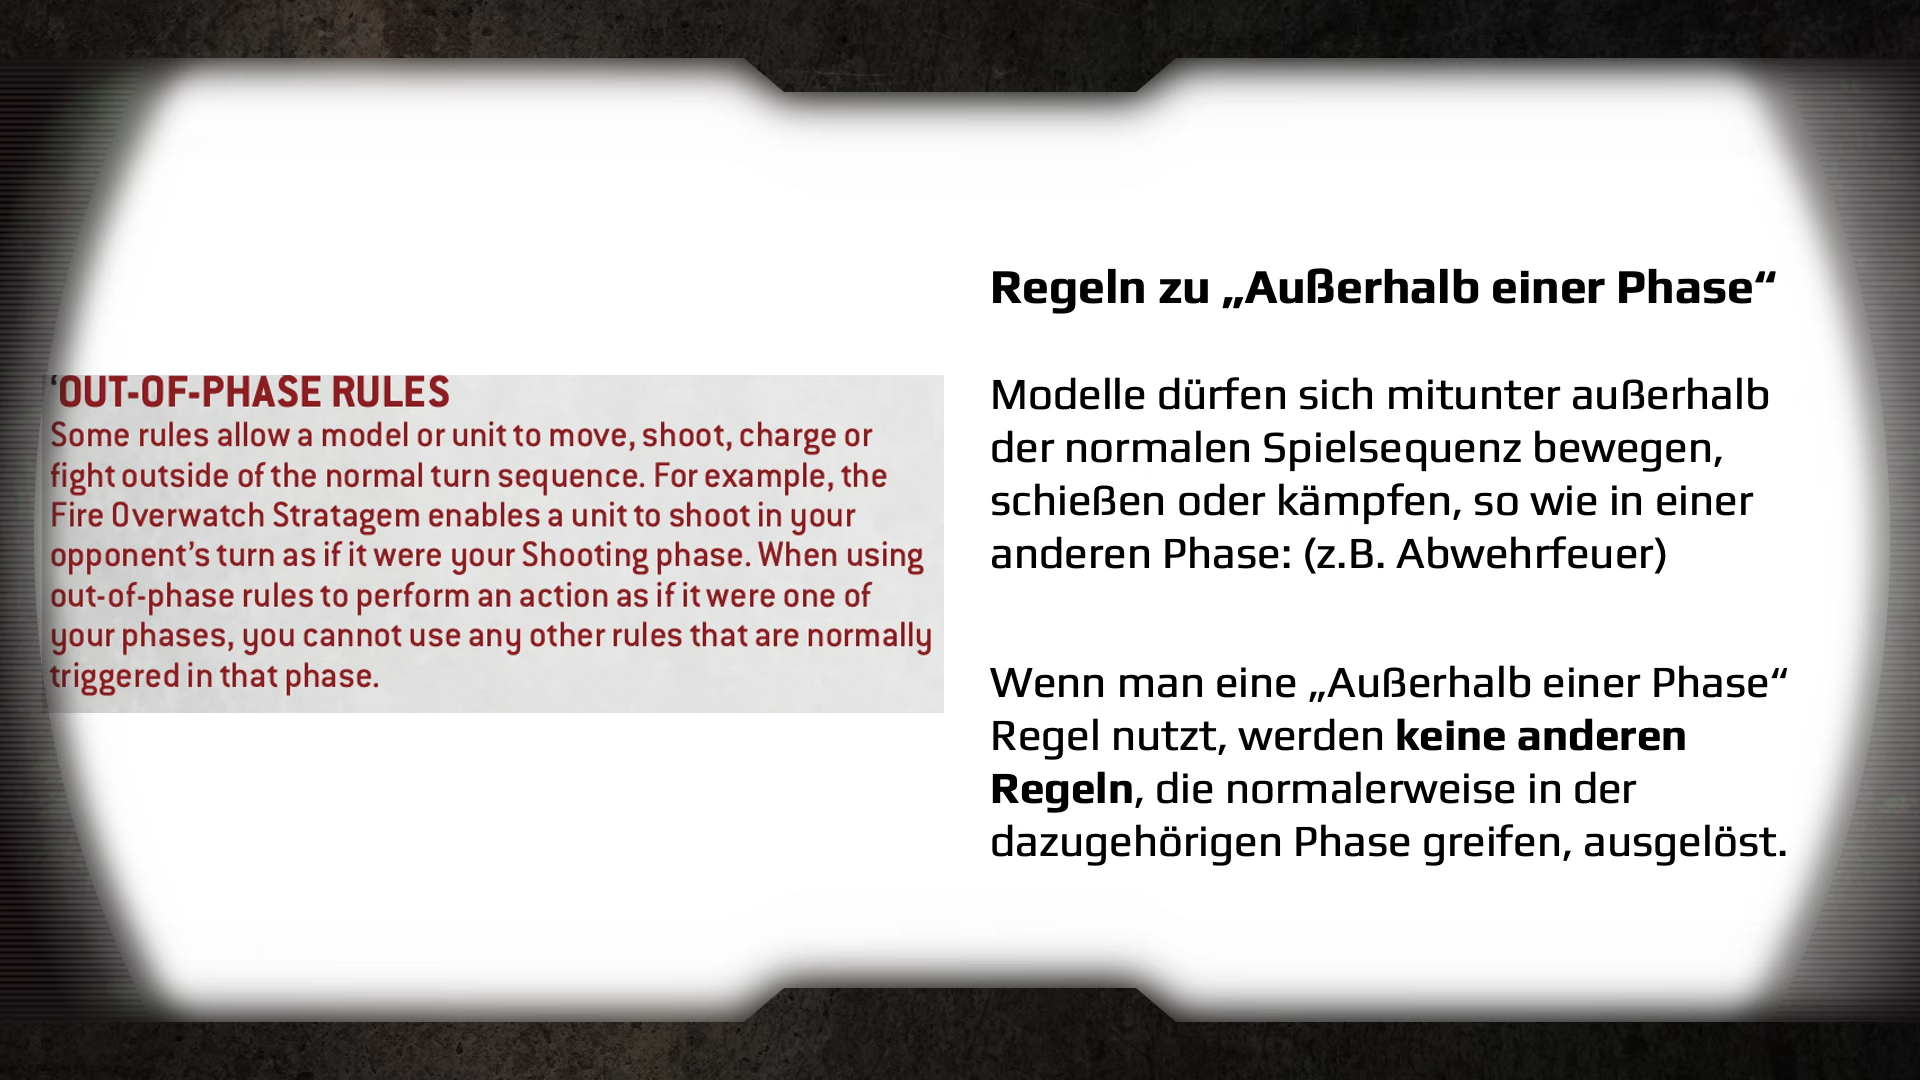 ‘OUT-OF-PHASE RULES
Some rules allow a model or unit to move, shoot, charge or
fight outside of the normal turn sequence. For example, the
Fire Overwatch Stratagem enables a unit to shoot in your
opponent’s turn as if it were your Shooting phase. When using
out-of-phase rules to perform an action as if it were one of
your phases, you cannot use any other rules that are normally
triggered in that phase.
Regeln zu „Außerhalb einer Phase“
Modelle dürfen sich mitunter außerhalb
der normalen Spielsequenz bewegen,
schießen oder kämpfen, so wie in einer
anderen Phase: (z.B. Abwehrfeuer)
Wenn man eine „Außerhalb einer Phase“
Regel nutzt, werden keine anderen
Regeln, die normalerweise in der
dazugehörigen Phase greifen, ausgelöst.